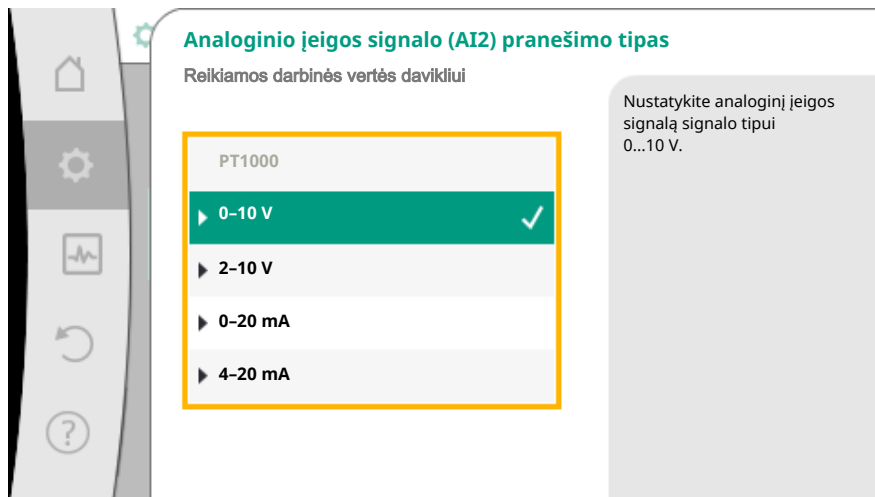 Analoginio įeigos signalo (AI2) pranešimo tipas
Reikiamos darbinės vertės davikliui
PT1000
0–10 V
2–10 V
0–20 mA
4–20 mA
Nustatykite analoginį įeigos
signalą signalo tipui
0...10 V.
?